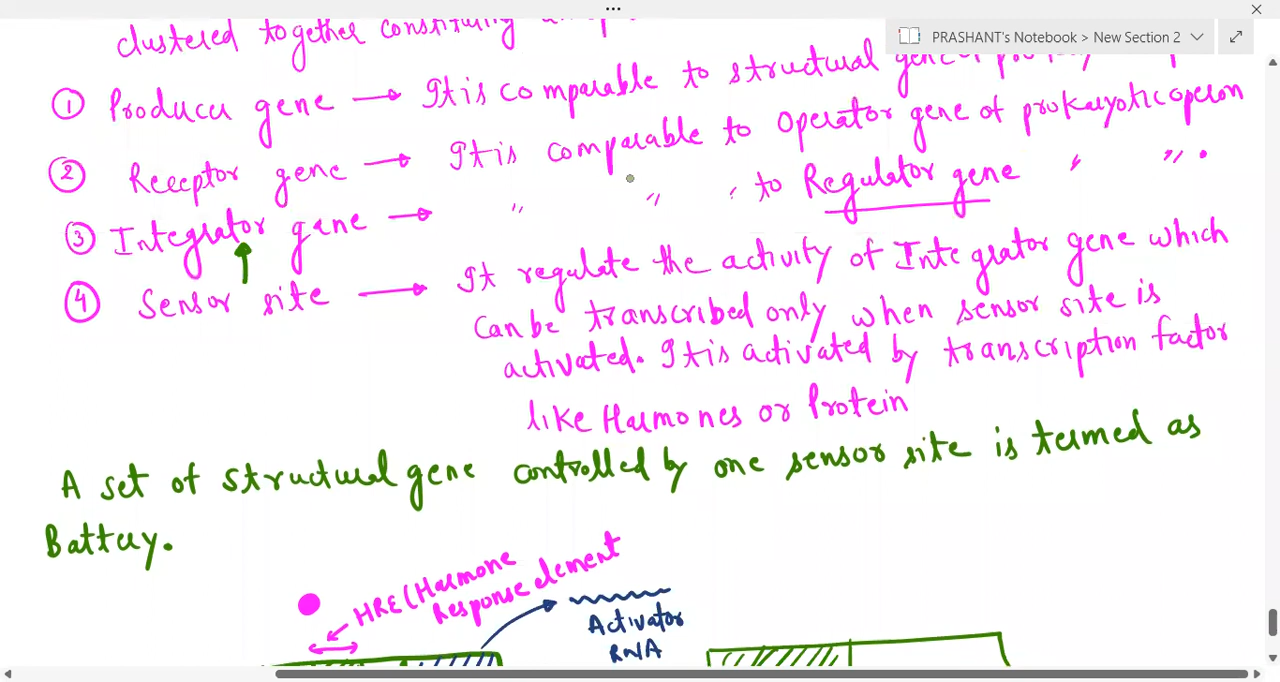 PRASHANT's Notebook > New Section 2
clustered together constituting
① Producer gene → It is comparable to structural gene of
② Receptor gene → It is comparable to Operator gene of prokaryotic operon
③ Integrator gene → " " " to Regulator gene " ".
④ Sensor site → It regulate the activity of Integrator gene which
can be transcribed only when sensor site is
activated. It is activated by transcription factor
like Harmones or Protein
A set of structural gene controlled by one sensor site is termed as
Battery.
HRE (Harmone
Response element
Activator
RNA